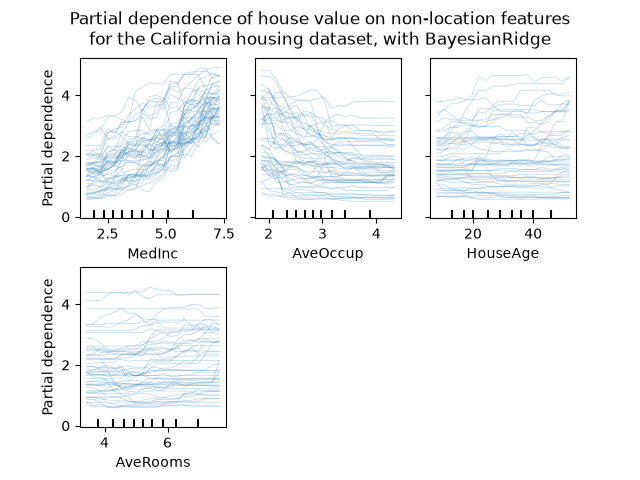 Partial dependence of house value on non-location features
for the California housing dataset, with BayesianRidge
Partial dependence
4
2
0
2.5 5.0 7.5
MedInc
2 3 4
AveOccup
20 40
HouseAge
Partial dependence
4
2
0
4 6
AveRooms